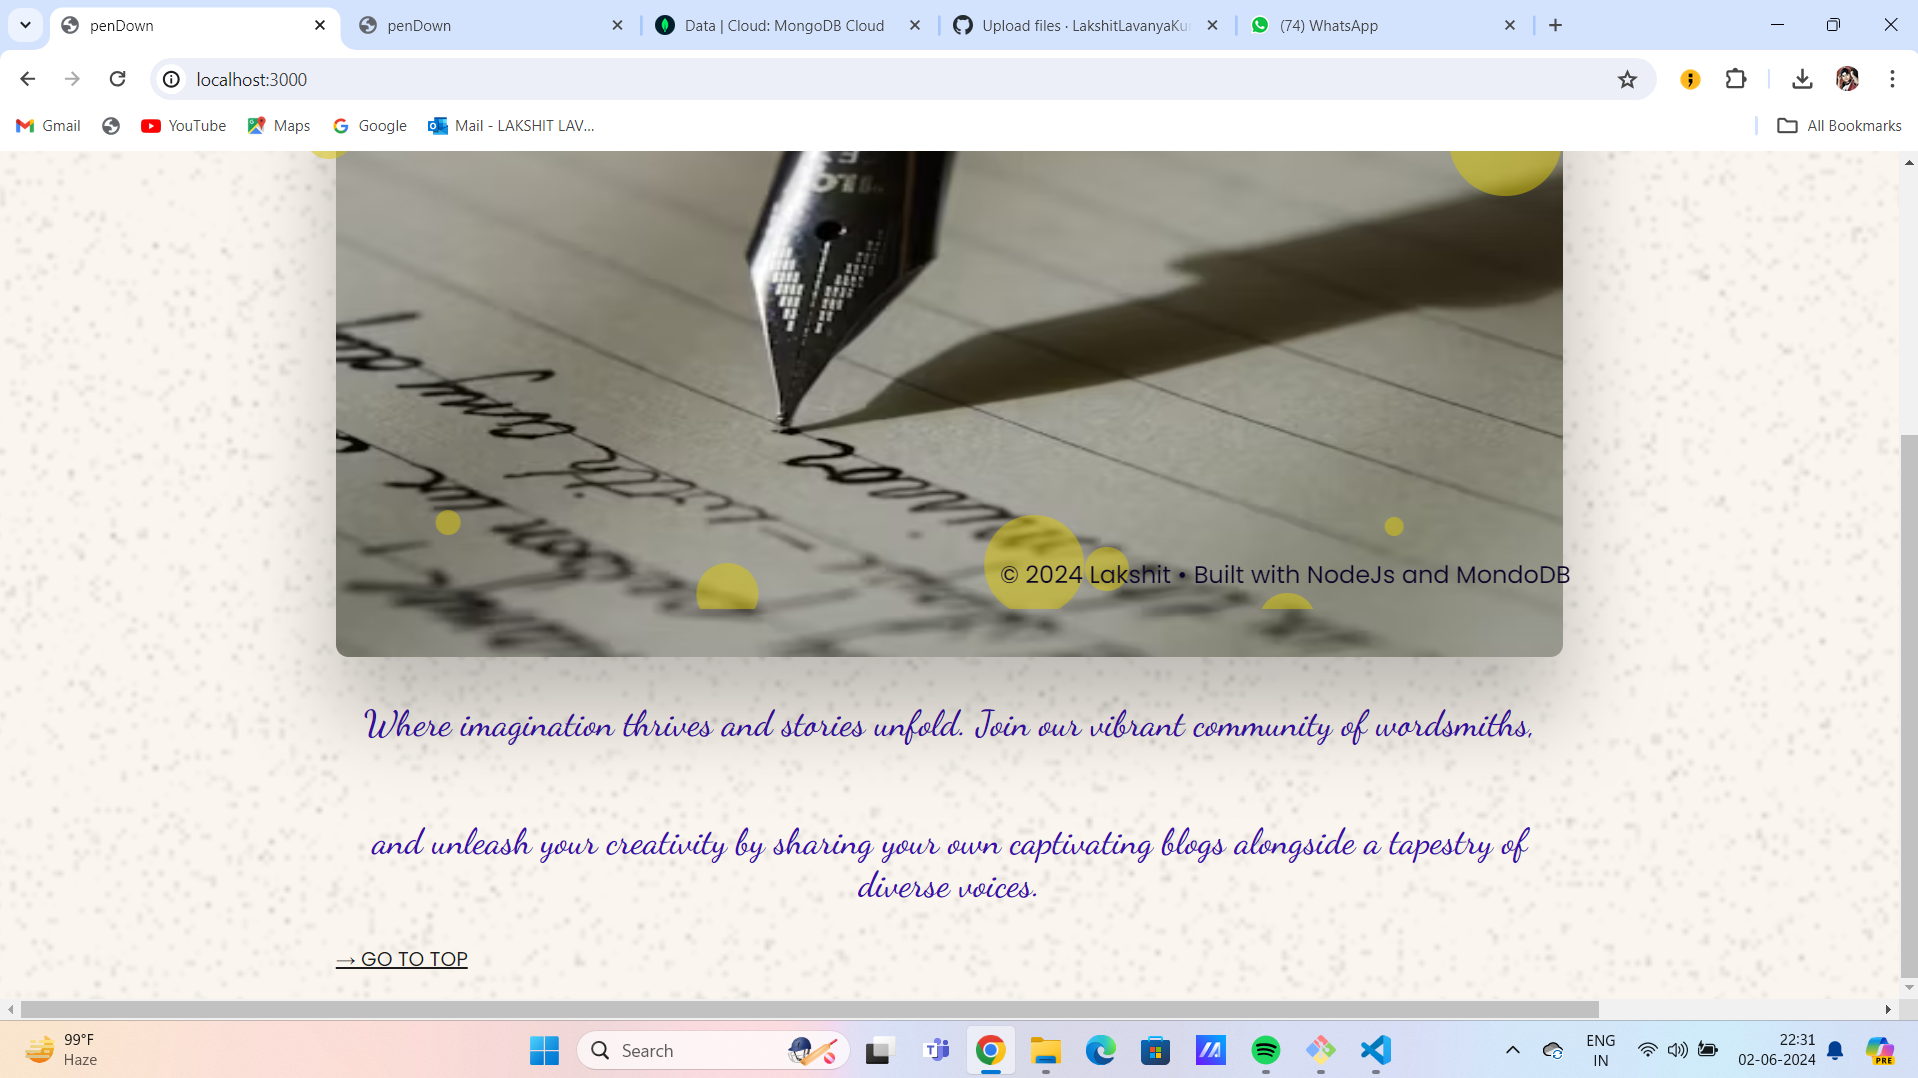 penDown
penDown
Data | Cloud: MongoDB Cloud
Upload files · LakshitLavanyaKu
(74) WhatsApp
localhost:3000
Gmail
YouTube
Maps
Google
Mail - LAKSHIT LAV...
All Bookmarks
© 2024 Lakshit • Built with NodeJs and MondoDB
Where imagination thrives and stories unfold. Join our vibrant community of wordsmiths,
and unleash your creativity by sharing your own captivating blogs alongside a tapestry of
diverse voices.
→ GO TO TOP
99°F
Haze
Search
ENG
IN
22:31
02-06-2024
PRE